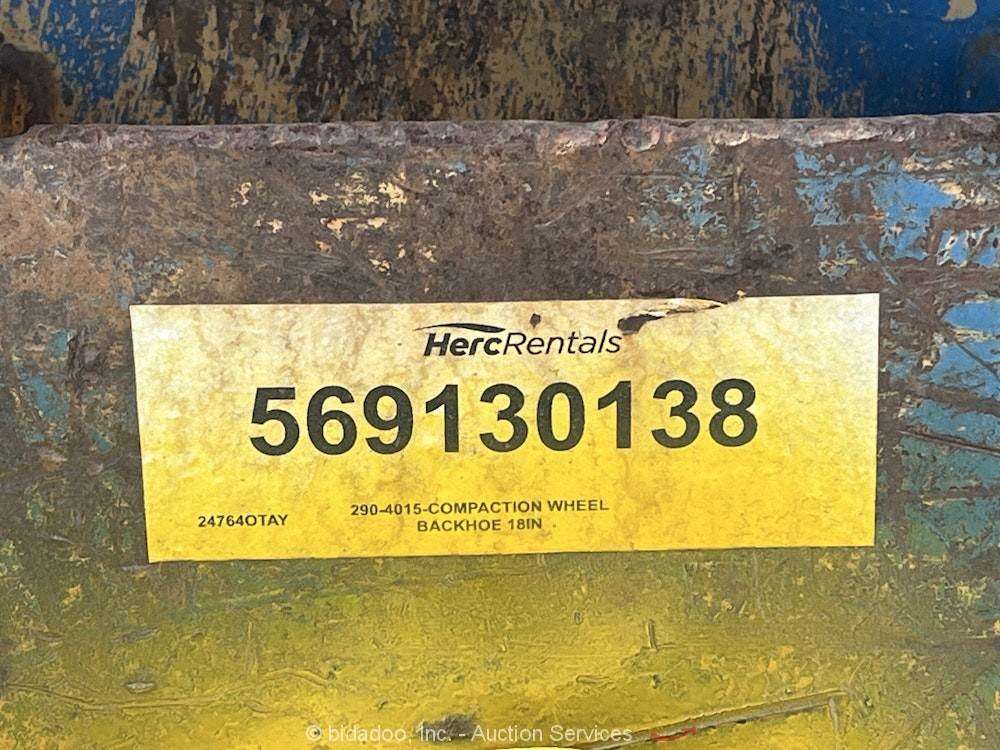 HercRentals
569130138
24764OTAY
290-4015-COMPACTION WHEEL
BACKHOE 18IN
© bidadoo, Inc. - Auction Services